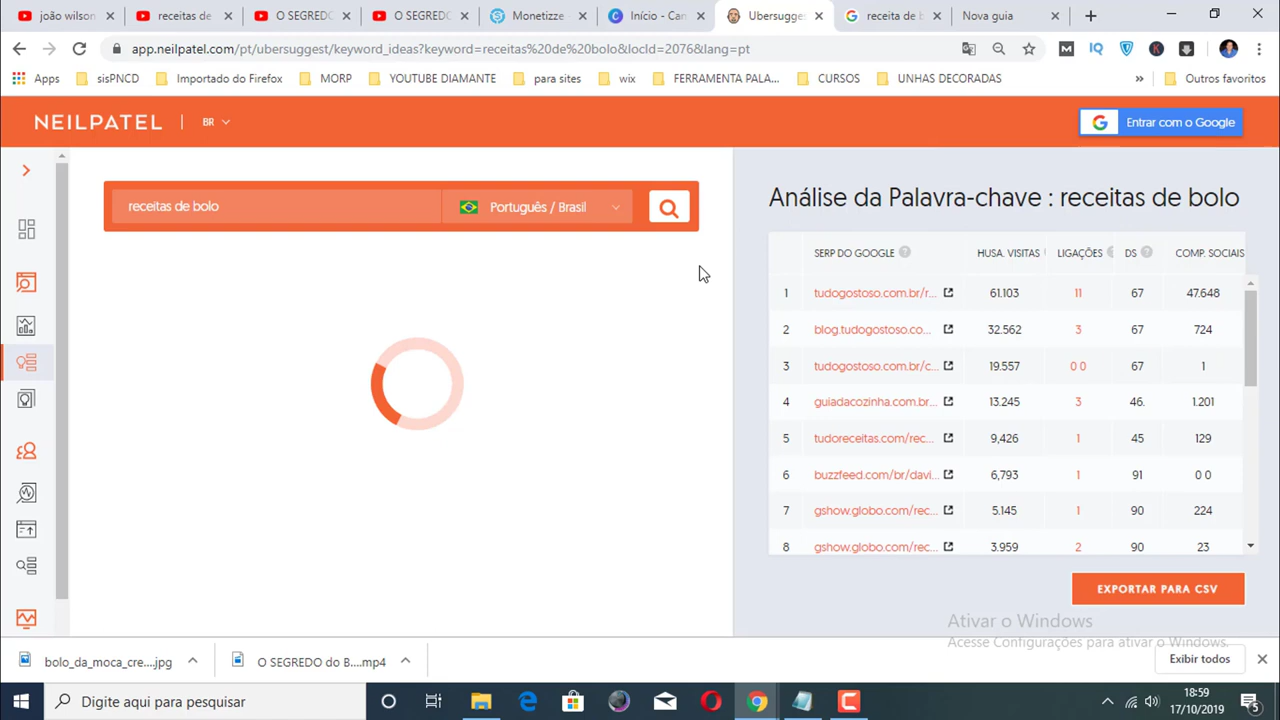 joão wilson
receitas de
O SEGREDO
O SEGREDO
Monetizze
Início - Can
Ubersugges
receita de b
Nova guia
app.neilpatel.com/pt/ubersuggest/keyword_ideas?keyword=receitas%20de%20bolo&locId=2076&lang=pt
Apps
sisPNCD
Importado do Firefox
MORP
YOUTUBE DIAMANTE
para sites
wix
FERRAMENTA PALA...
CURSOS
UNHAS DECORADAS
»
Outros favoritos
NEILPATEL
BR
Entrar com o Google
receitas de bolo
Português / Brasil
Análise da Palavra-chave : receitas de bolo
SERP DO GOOGLE ? HUSA. VISITAS LIGAÇÕES DS ? COMP. SOCIAIS
1 tudogostoso.com.br/r... 61.103 11 67 47.648
2 blog.tudogostoso.co... 32.562 3 67 724
3 tudogostoso.com.br/c... 19.557 0 0 67 1
4 guiadacozinha.com.br... 13.245 3 46. 1.201
5 tudoreceitas.com/rec... 9,426 1 45 129
6 buzzfeed.com/br/davi... 6,793 1 91 0 0
7 gshow.globo.com/rec... 5.145 1 90 224
8 gshow.globo.com/rec... 3.959 2 90 23
EXPORTAR PARA CSV
Ativar o Windows
Acesse Configurações para ativar o Windows.
bolo_da_moca_cre....jpg
O SEGREDO do B....mp4
Exibir todos
Digite aqui para pesquisar
18:59
17/10/2019
5